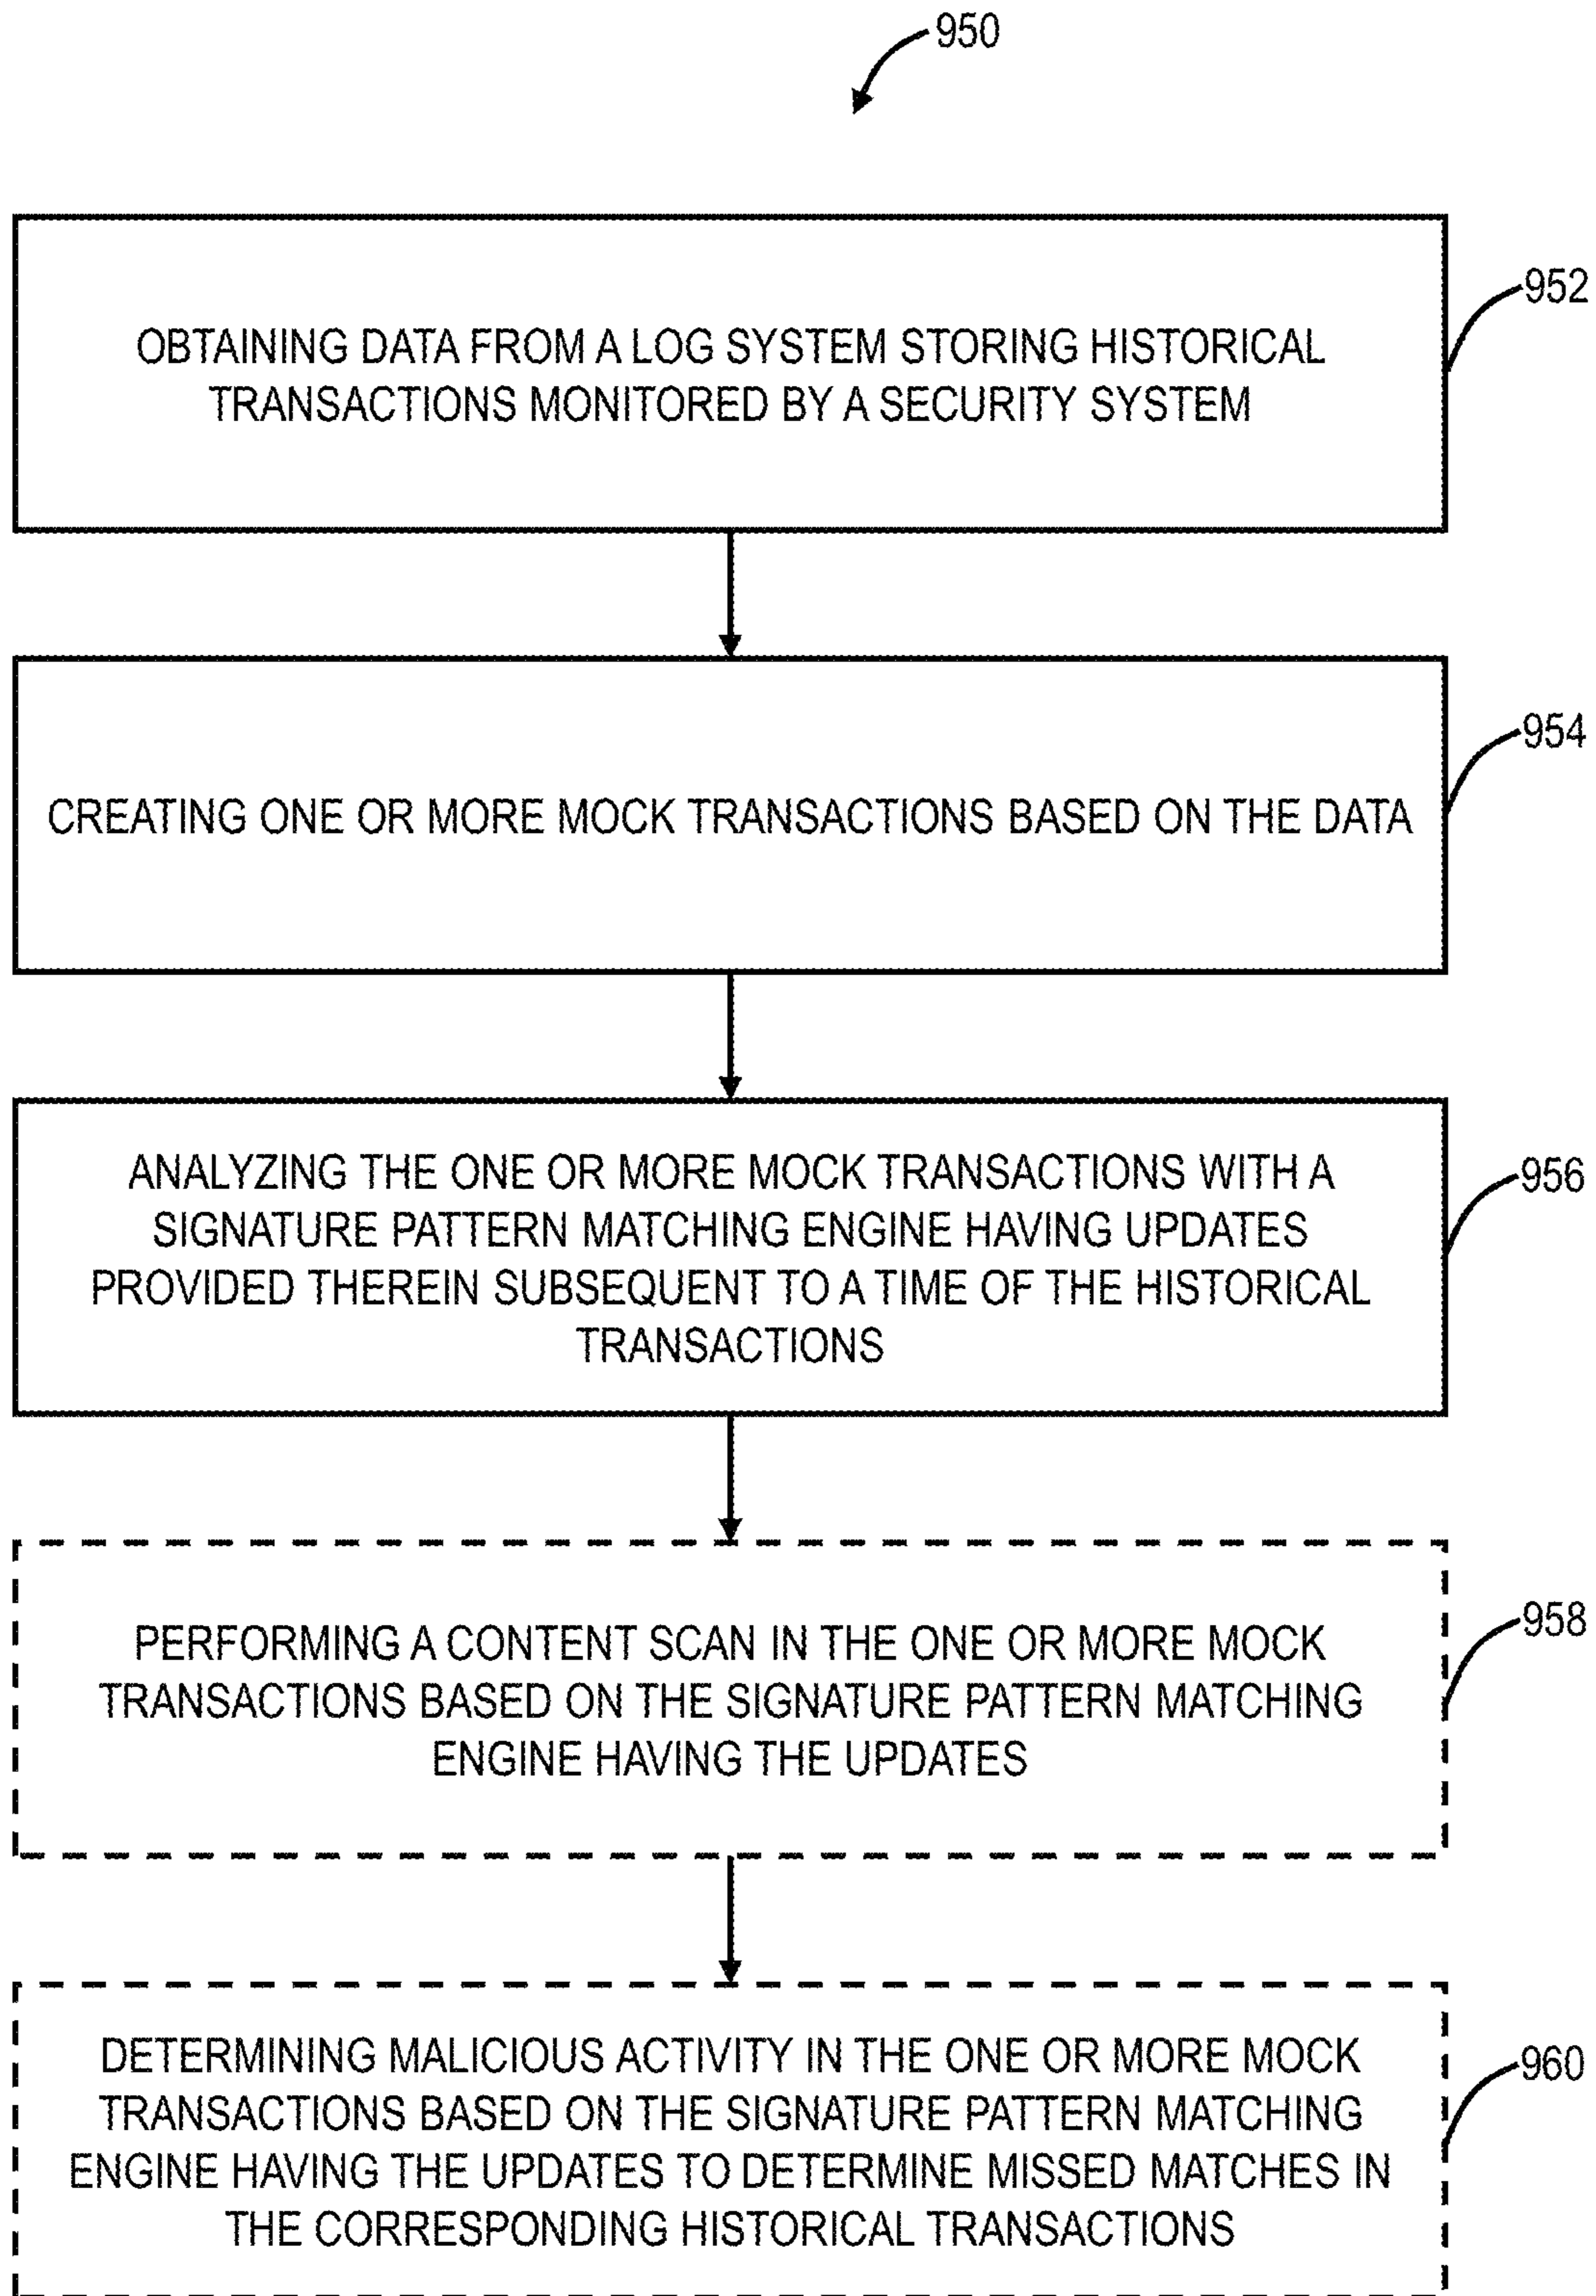 950
OBTAINING DATA FROM A LOG SYSTEM STORING HISTORICAL
TRANSACTIONS MONITORED BY A SECURITY SYSTEM
952
CREATING ONE OR MORE MOCK TRANSACTIONS BASED ON THE DATA
954
ANALYZING THE ONE OR MORE MOCK TRANSACTIONS WITH A
SIGNATURE PATTERN MATCHING ENGINE HAVING UPDATES
PROVIDED THEREIN SUBSEQUENT TO A TIME OF THE HISTORICAL
TRANSACTIONS
956
PERFORMING A CONTENT SCAN IN THE ONE OR MORE MOCK
TRANSACTIONS BASED ON THE SIGNATURE PATTERN MATCHING
ENGINE HAVING THE UPDATES
958
DETERMINING MALICIOUS ACTIVITY IN THE ONE OR MORE MOCK
TRANSACTIONS BASED ON THE SIGNATURE PATTERN MATCHING
ENGINE HAVING THE UPDATES TO DETERMINE MISSED MATCHES IN
THE CORRESPONDING HISTORICAL TRANSACTIONS
960